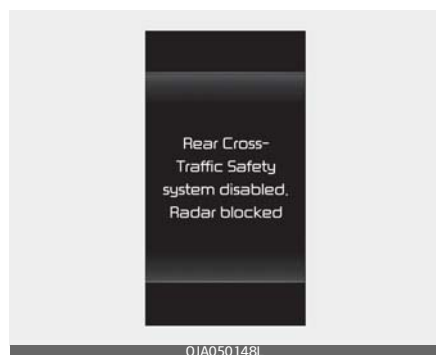 Rear Cross-
Traffic Safety
system disabled.
Radar blocked
OJA050148L